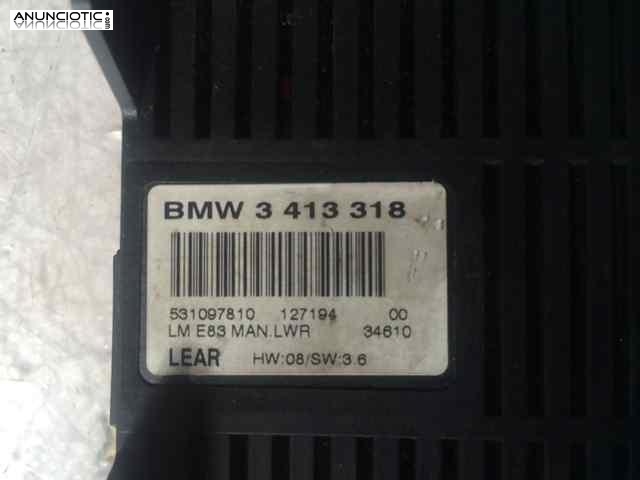 ANUNCIOTIC.es
BMW 3 413 318
531097810 127194 00
LM E83 MAN.LWR 34610
LEAR HW:08/SW:3.6